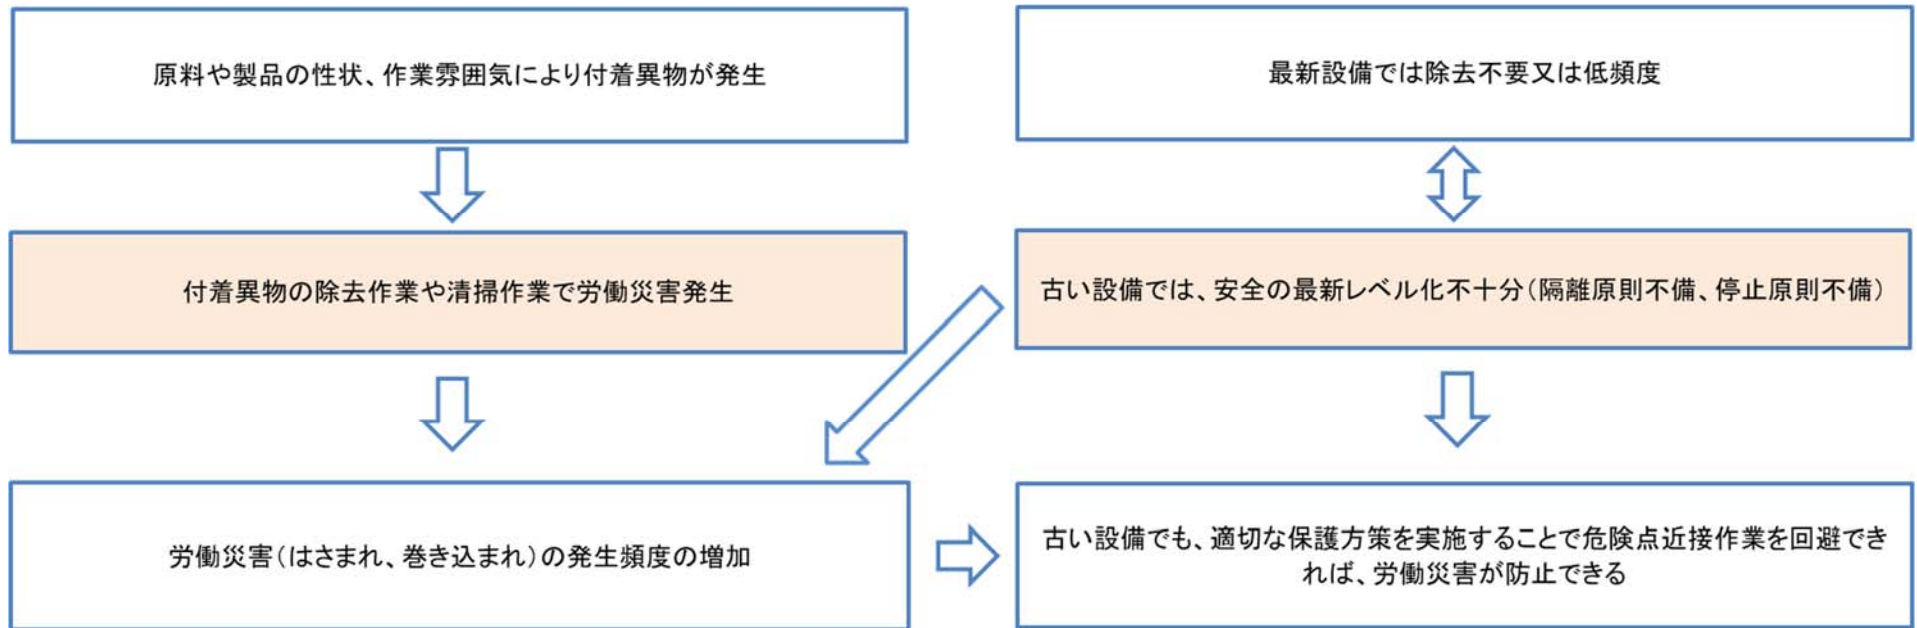 原料や製品の性状、作業雰囲気により付着異物が発生
最新設備では除去不要又は低頻度
付着異物の除去作業や清掃作業で労働災害発生
古い設備では、安全の最新レベル化不十分(隔離原則不備、停止原則不備)
労働災害(はさまれ、巻き込まれ)の発生頻度の増加
古い設備でも、適切な保護方策を実施することで危険点近接作業を回避でき
れば、労働災害が防止できる